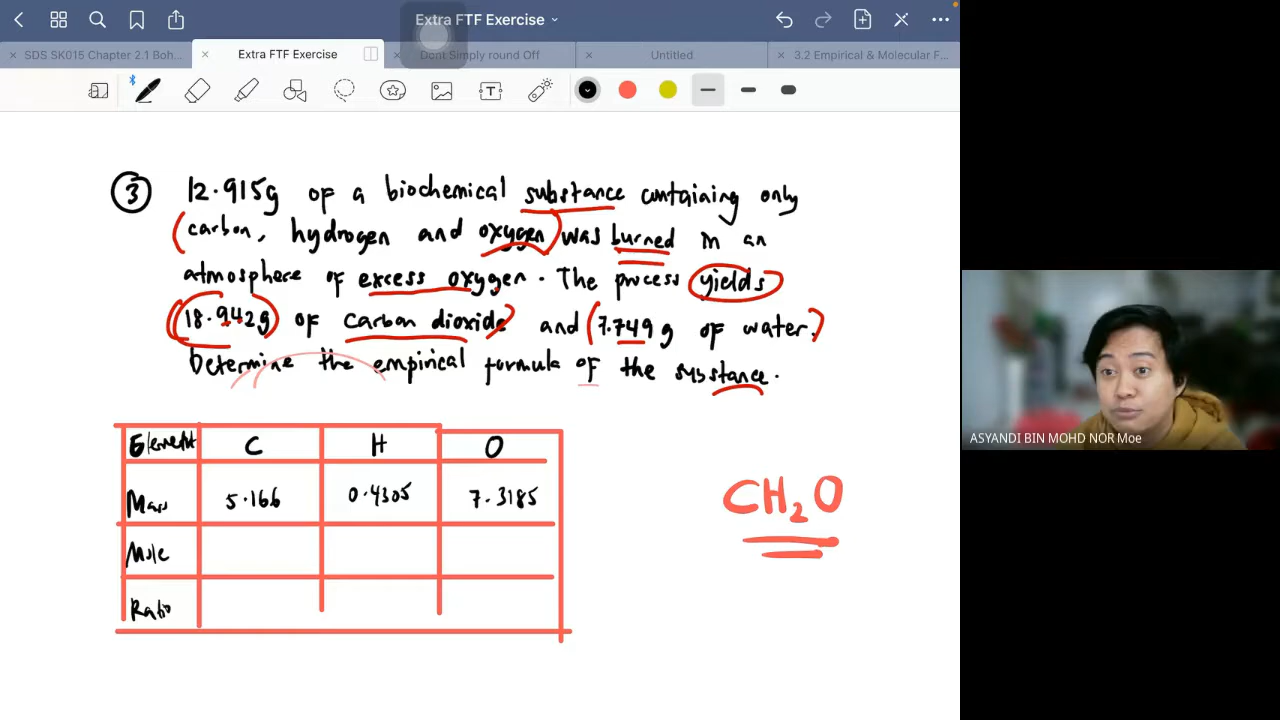 Extra FTF Exercise
SDS SK015 Chapter 2.1 Boh...
Extra FTF Exercise
Dont Simply round Off
Untitled
3.2 Empirical & Molecular F...
③ 12.915g of a biochemical substance containing only
carbon, hydrogen and oxygen was burned in an
atmosphere of excess oxygen. The process yields
18.942g of carbon dioxide and 7.749g of water.
Determine the empirical formula of the substance.
Element C H O
Mass 5.166 0.4305 7.3185
Mole
Ratio
CH₂O
ASYANDI BIN MOHD NOR Moe